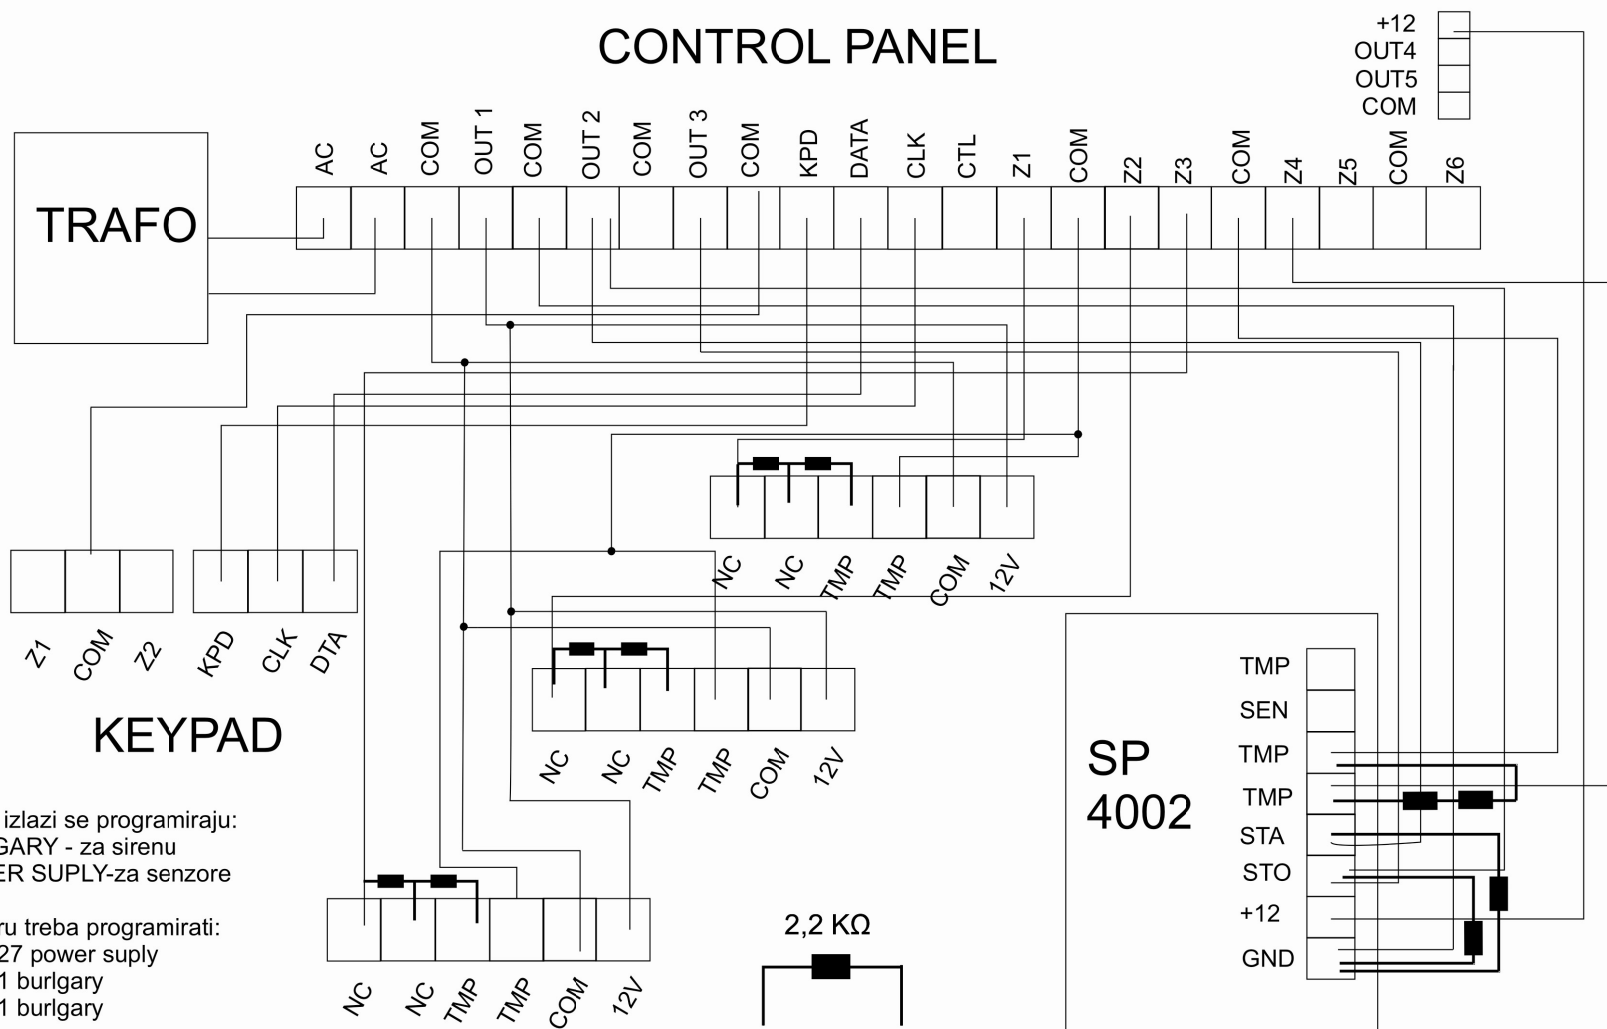 CONTROL PANEL
+12
OUT4
OUT5
COM
AC
AC
COM
OUT 1
COM
OUT 2
COM
OUT 3
COM
KPD
DATA
CLK
CTL
Z1
COM
Z2
Z3
COM
Z4
Z5
COM
Z6
TRAFO
NC
NC
TMP
TMP
COM
12V
Z1
COM
Z2
KPD
CLK
DTA
KEYPAD
NC
NC
TMP
TMP
COM
12V
SP
4002
TMP
SEN
TMP
TMP
STA
STO
+12
GND
izlazi se programiraju:
GARY - za sirenu
ER SUPLY-za senzore
ru treba programirati:
27 power suply
1 burlgary
1 burlgary
NC
NC
TMP
TMP
COM
12V
2,2 KΩ